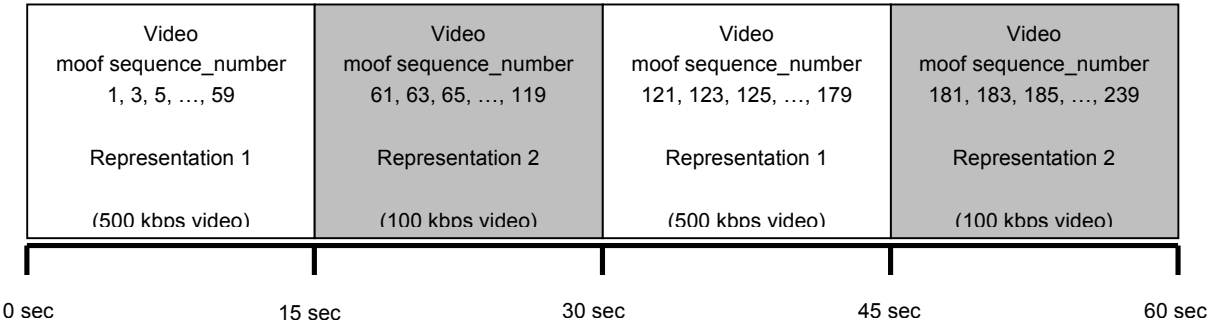 Video
moof sequence_number
1, 3, 5, …, 59
Representation 1
(500 kbps video)
Video
moof sequence_number
61, 63, 65, …, 119
Representation 2
(100 kbps video)
Video
moof sequence_number
121, 123, 125, …, 179
Representation 1
(500 kbps video)
Video
moof sequence_number
181, 183, 185, …, 239
Representation 2
(100 kbps video)
0 sec
15 sec
30 sec
45 sec
60 sec